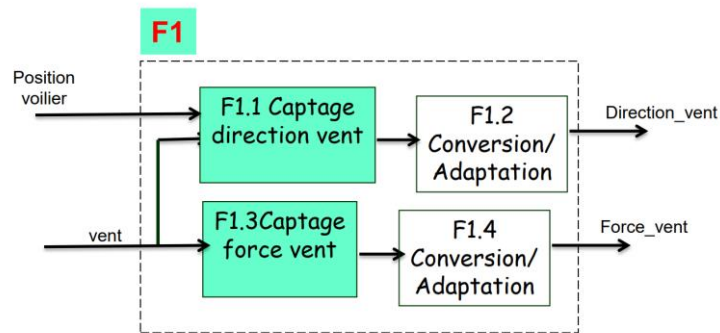 F1
Position
voilier
F1.1 Captage
direction vent
F1.2
Conversion/
Adaptation
Direction_vent
vent
F1.3Captage
force vent
F1.4
Conversion/
Adaptation
Force_vent